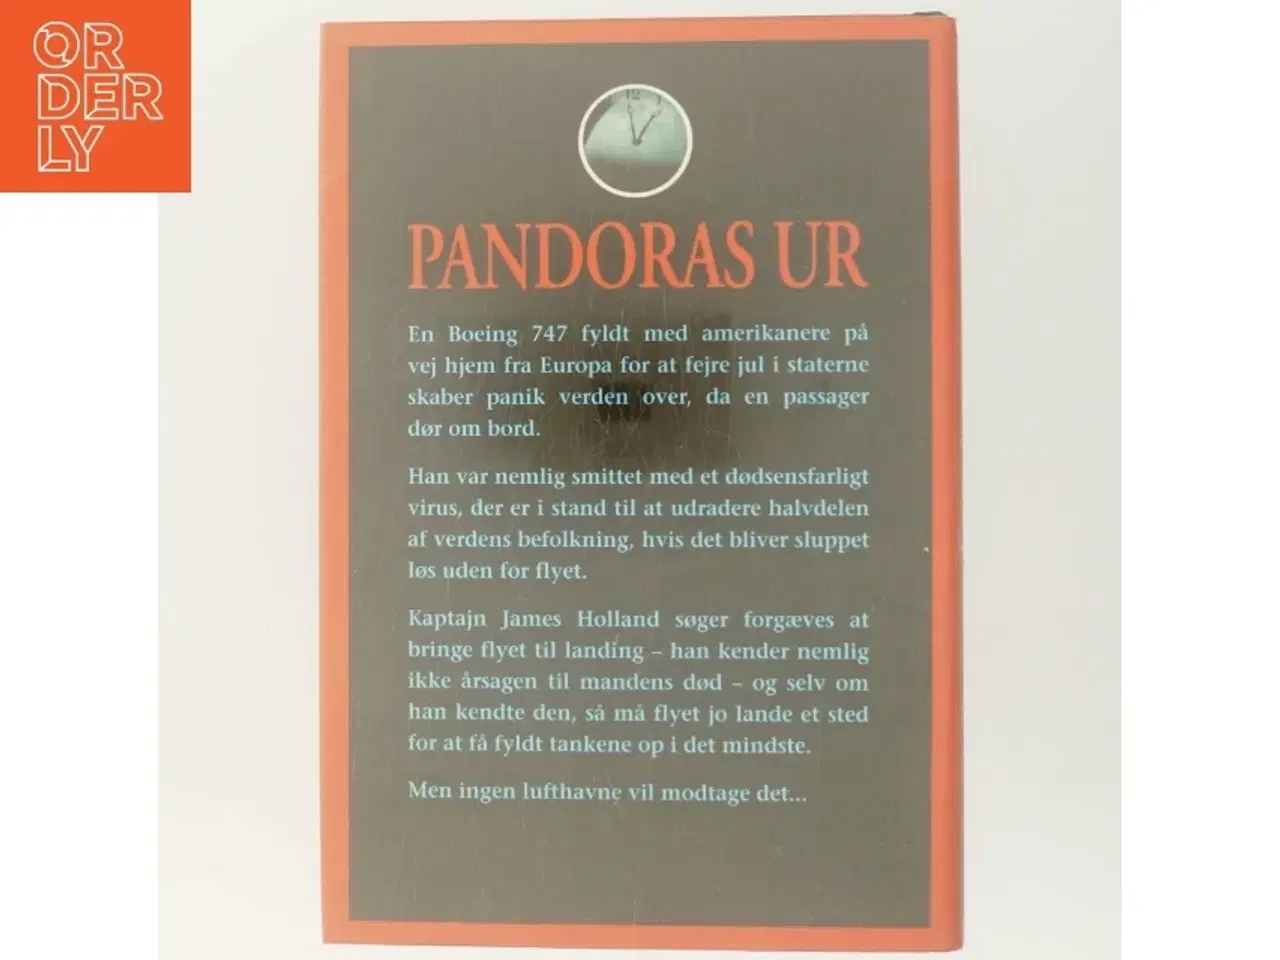 OR
DER
LY
12
1
PANDORAS UR
En Boeing 747 fyldt med amerikanere på
vej hjem fra Europa for at fejre jul i staterne
skaber panik verden over, da en passager
dør om bord.
Han var nemlig smittet med et dødsensfarligt
virus, der er i stand til at udradere halvdelen
af verdens befolkning, hvis det bliver sluppet
løs uden for flyet.
Kaptajn James Holland søger forgæves at
bringe flyet til landing – han kender nemlig
ikke årsagen til mandens død – og selv om
han kendte den, så må flyet jo lande et sted
for at få fyldt tankene op i det mindste.
Men ingen lufthavne vil modtage det...